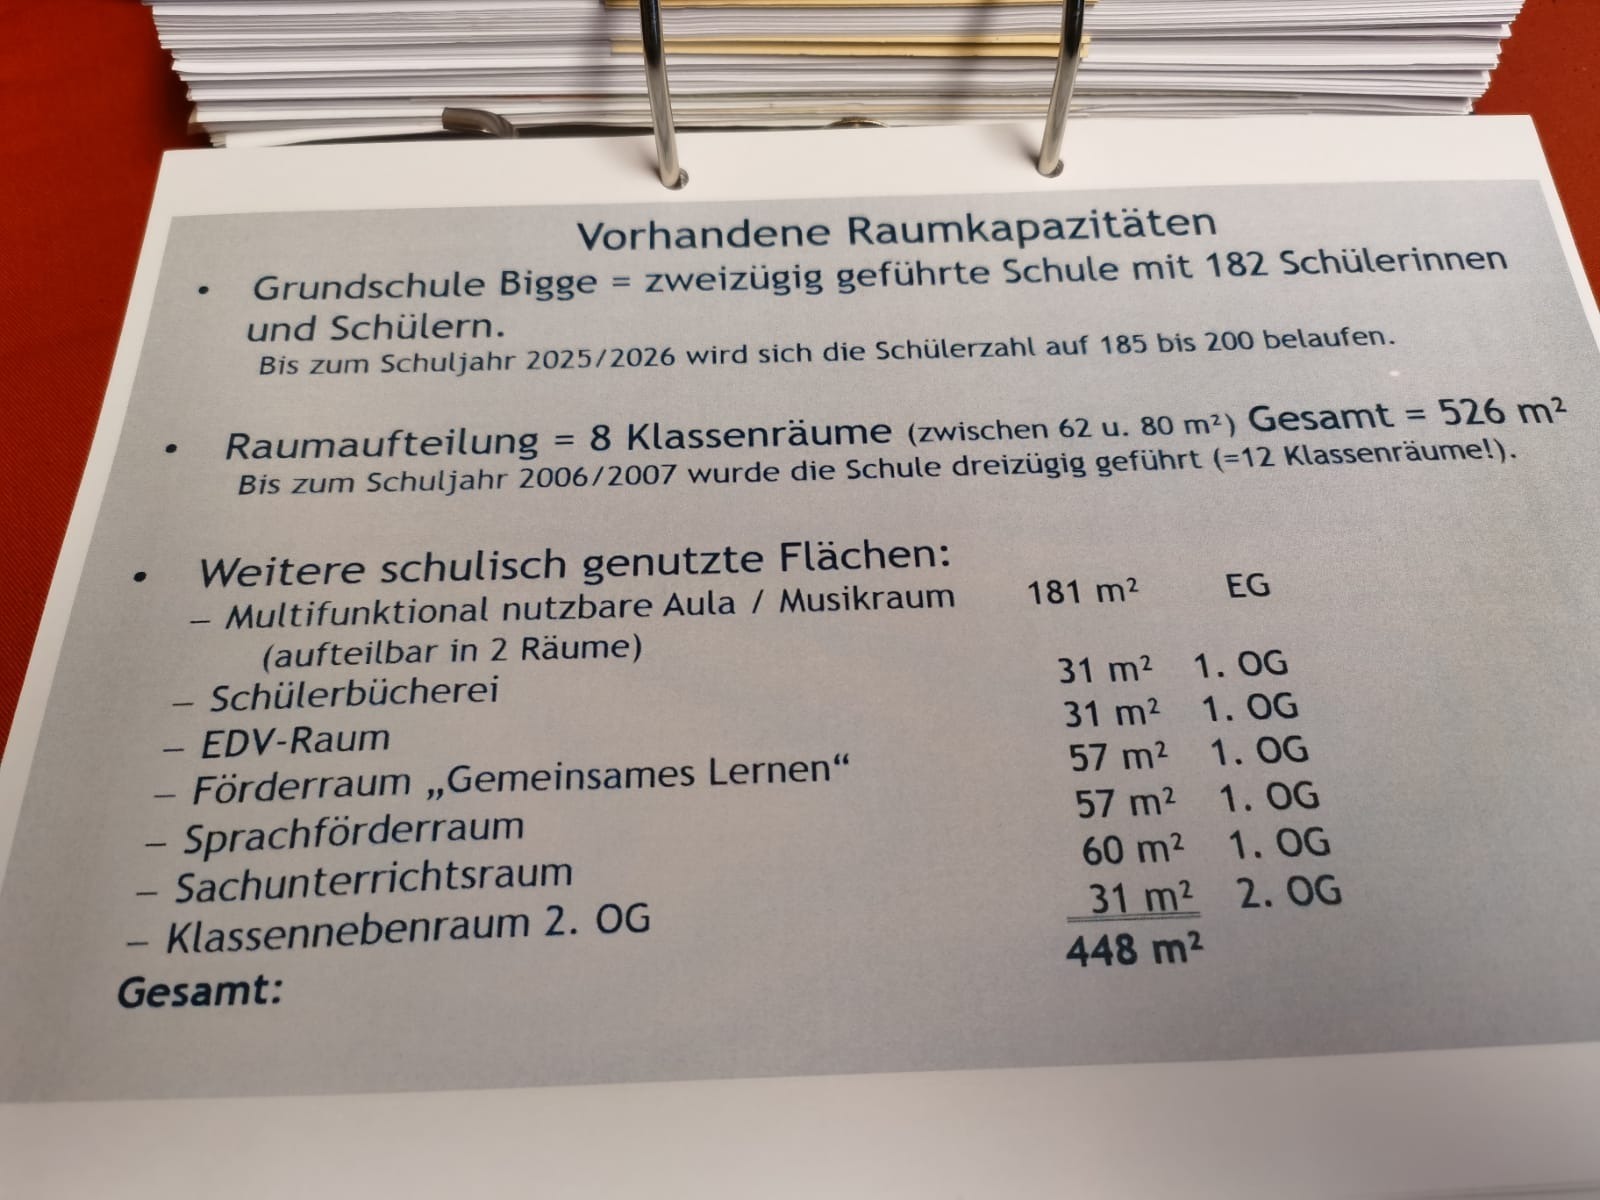 Vorhandene Raumkapazitäten
• Grundschule Bigge = zweizügig geführte Schule mit 182 Schülerinnen
und Schülern.
Bis zum Schuljahr 2025/2026 wird sich die Schülerzahl auf 185 bis 200 belaufen.
• Raumaufteilung = 8 Klassenräume (zwischen 62 u. 80 m²) Gesamt = 526 m²
Bis zum Schuljahr 2006/2007 wurde die Schule dreizügig geführt (=12 Klassenräume!).
• Weitere schulisch genutzte Flächen:
– Multifunktional nutzbare Aula / Musikraum 181 m² EG
(aufteilbar in 2 Räume)
– Schülerbücherei 31 m² 1. OG
– EDV-Raum 31 m² 1. OG
– Förderraum „Gemeinsames Lernen“ 57 m² 1. OG
– Sprachförderraum 57 m² 1. OG
– Sachunterrichtsraum 60 m² 1. OG
– Klassennebenraum 2. OG 31 m² 2. OG
Gesamt: 448 m²